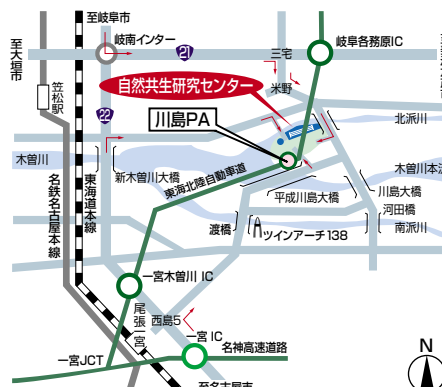 至岐阜市
岐南インター
21
岐阜各務原IC
至大垣市
三宅
米野
自然共生研究センター
笠松駅
22
川島PA
北派川
木曽川
新木曽川大橋
東海北陸自動車道
木曽川本流
平成川島大橋
川島大橋
河田橋
南派川
渡橋
ツインアーチ138
名鉄名古屋本線
東海道本線
一宮木曽川 IC
尾張一宮
西島5
一宮 IC
名神高速道路
一宮JCT
N